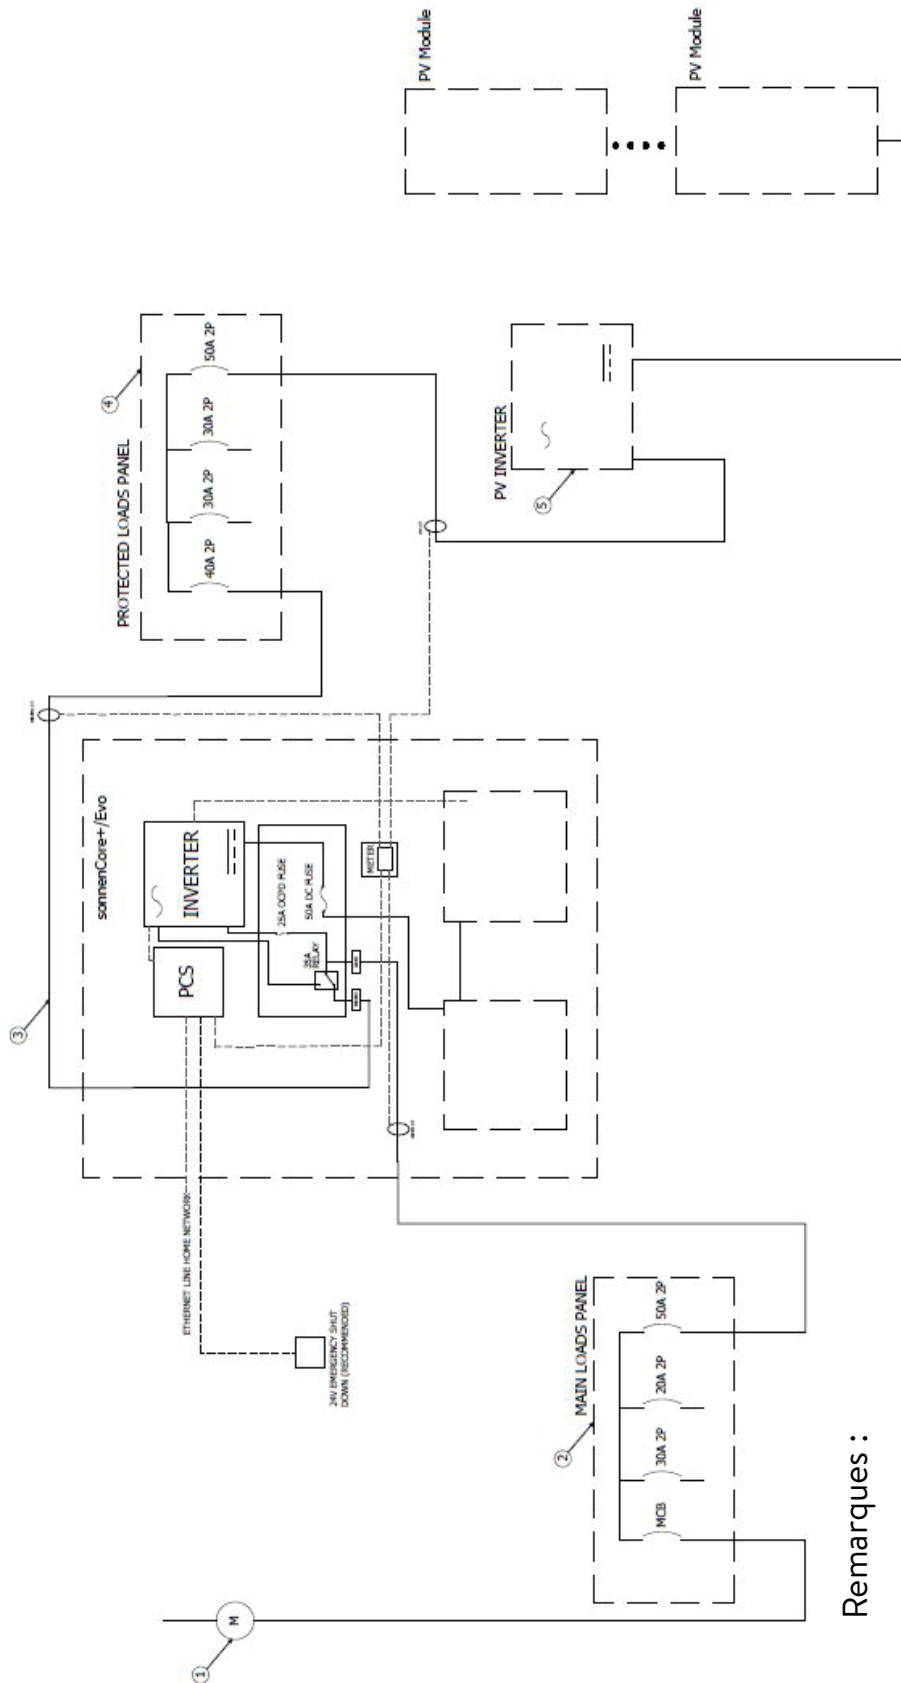 1
M
2
MAIN LOADS PANEL
MCB
30A 2P
20A 2P
50A 2P
24V EMERGENCY SHUT
DOWN (RECOMMENDED)
ETHERNET LINE HOME NETWORK
3
sonnenCore+/Evo
PCS
INVERTER
25A OCPD FUSE
50A DC FUSE
35A
RELAY
METER
4
PROTECTED LOADS PANEL
40A 2P
30A 2P
30A 2P
50A 2P
PV INVERTER
5
PV Module
PV Module
Remarques :